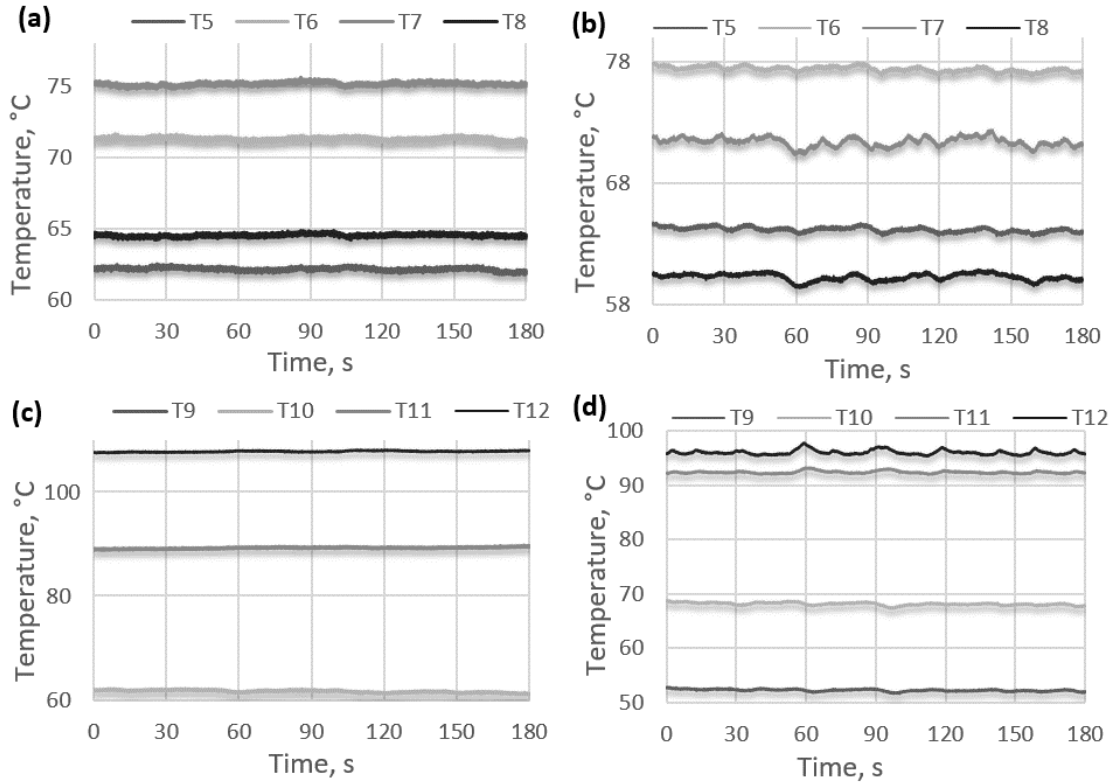 (a) T5 T6 T7 T8
75
70
65
60
Temperature, °C
0 30 60 90 120 150 180
Time, s
(b) T5 T6 T7 T8
78
68
58
Temperature, °C
0 30 60 90 120 150 180
Time, s
(c) T9 T10 T11 T12
100
80
60
Temperature, °C
0 30 60 90 120 150 180
Time, s
(d) T9 T10 T11 T12
100
90
80
70
60
50
Temperature, °C
0 30 60 90 120 150 180
Time, s